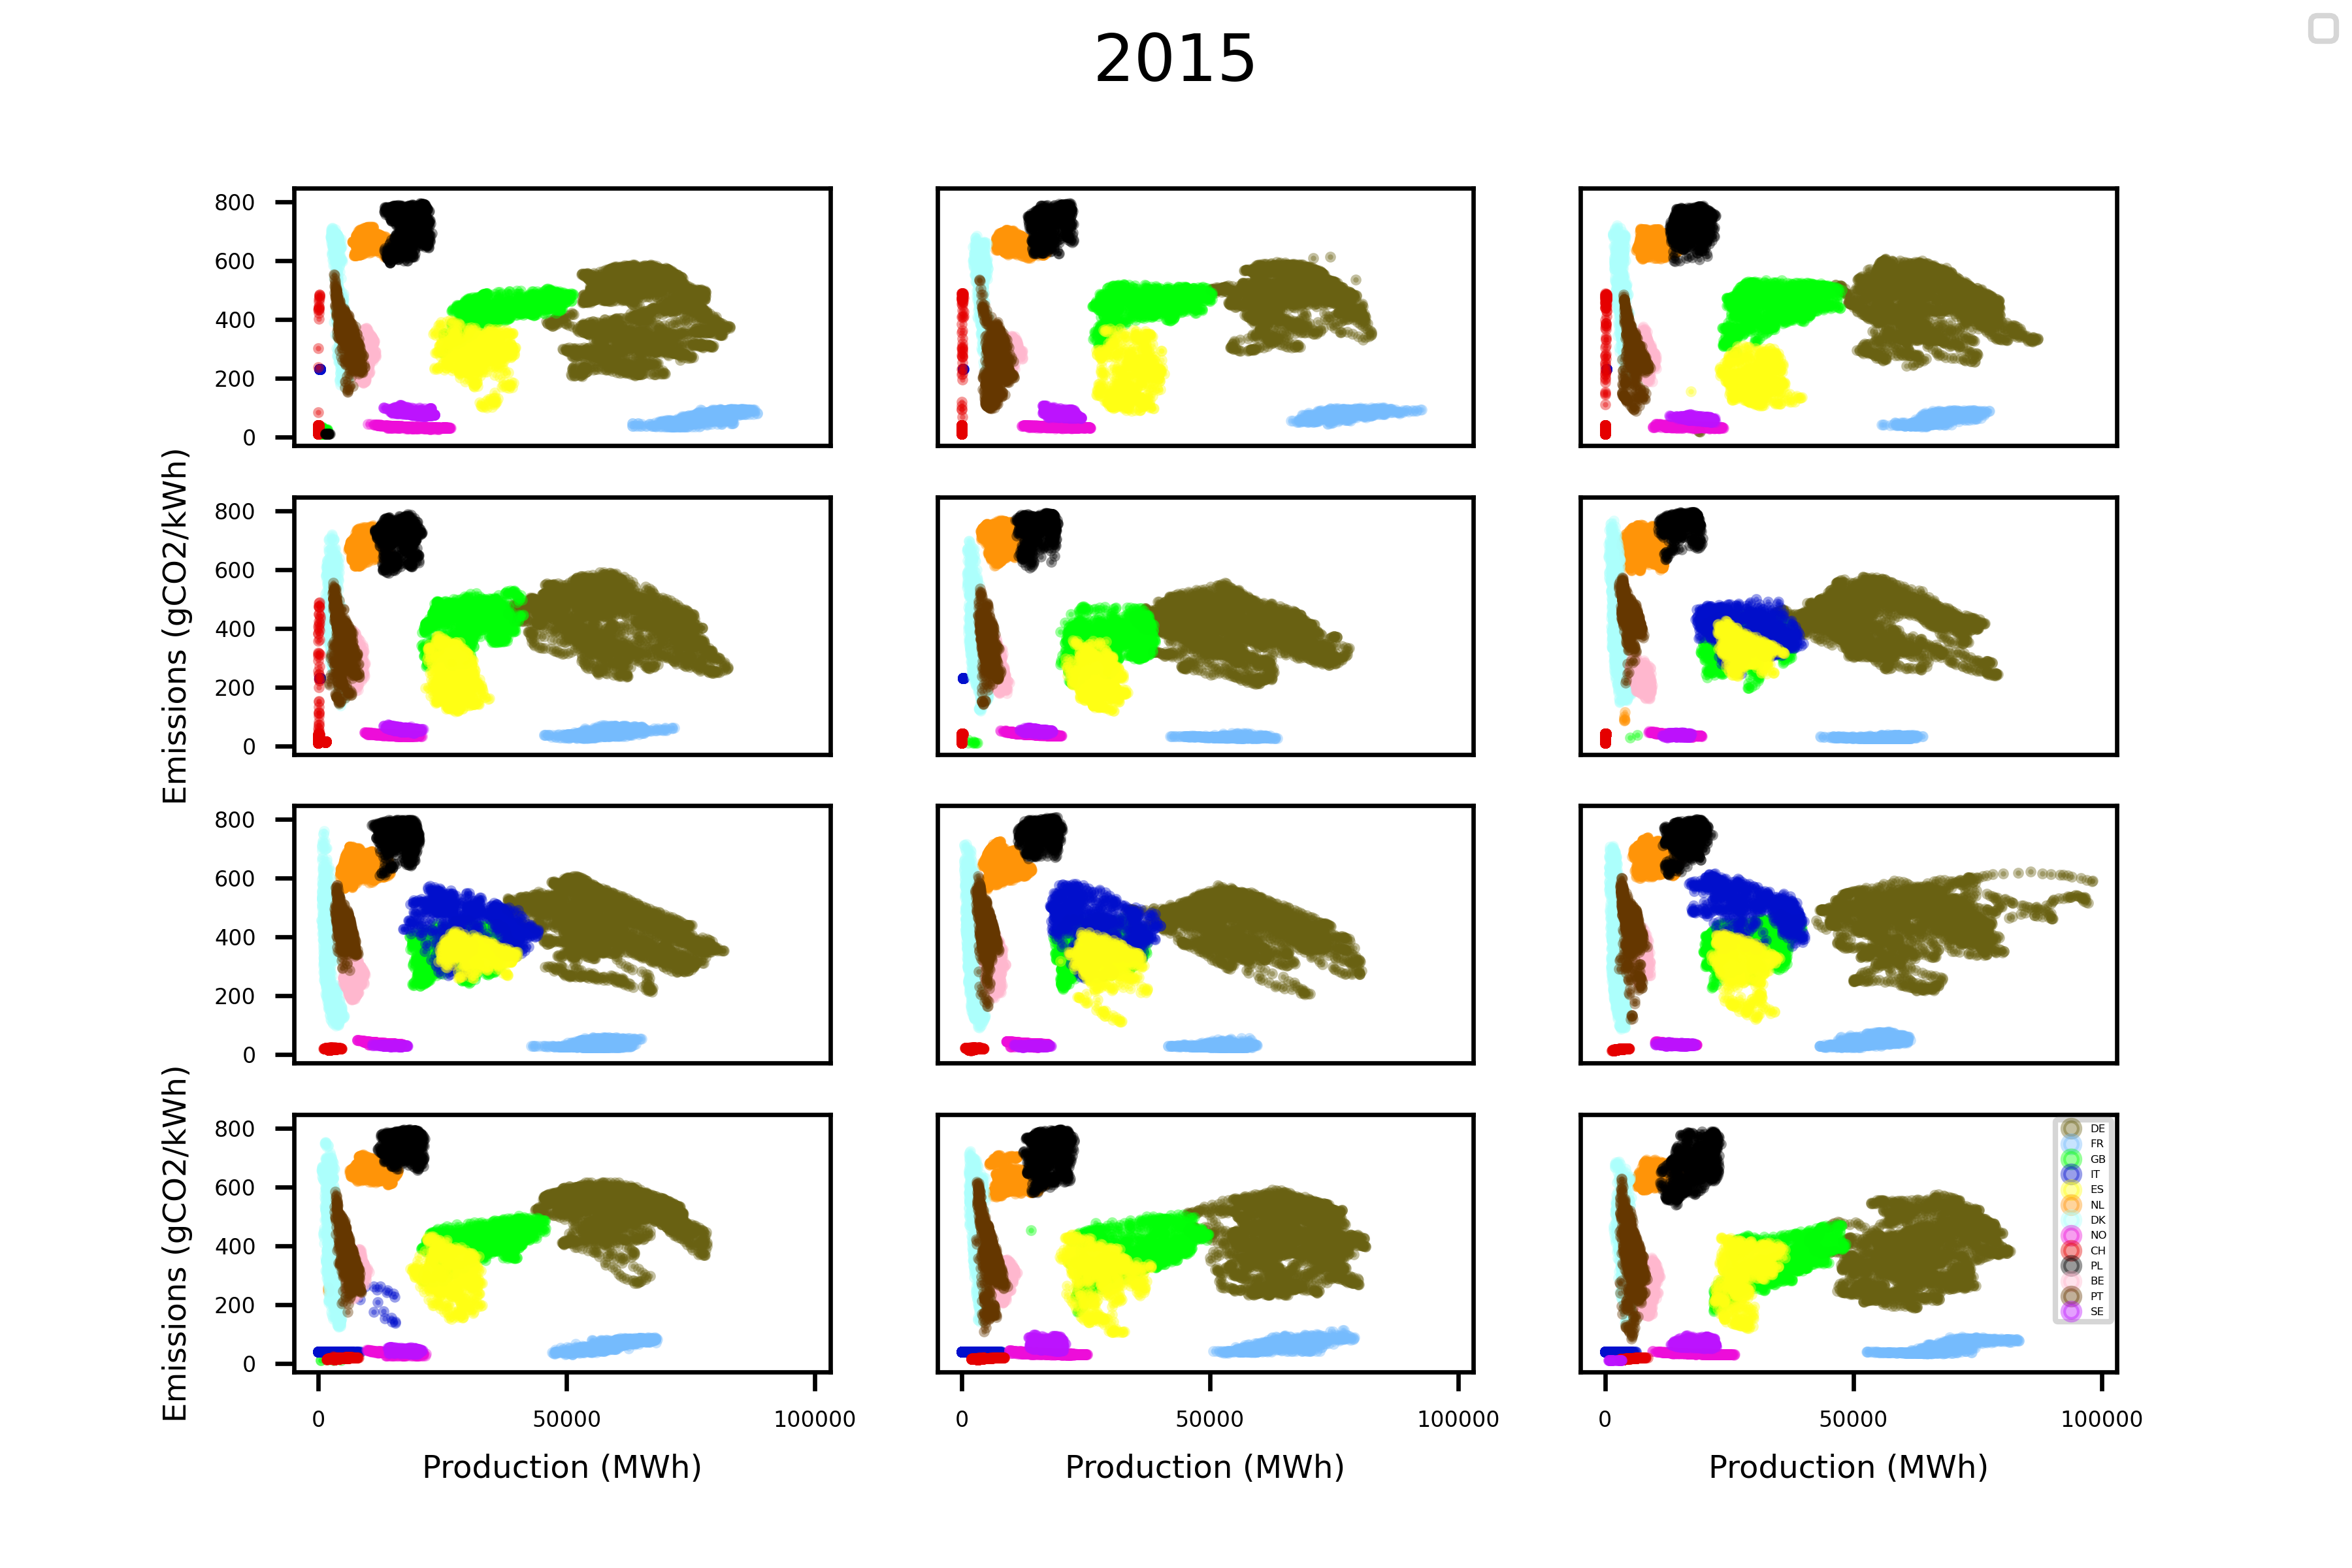 2015
800
600
400
200
0
Emissions (gCO2/kWh)
800
600
400
200
0
800
600
400
200
0
Emissions (gCO2/kWh)
800
600
400
200
0
DE
FR
GB
IT
ES
NL
DK
NO
CH
PL
BE
PT
SE
0 50000 100000 0 50000 100000 0 50000 100000
Production (MWh) Production (MWh) Production (MWh)